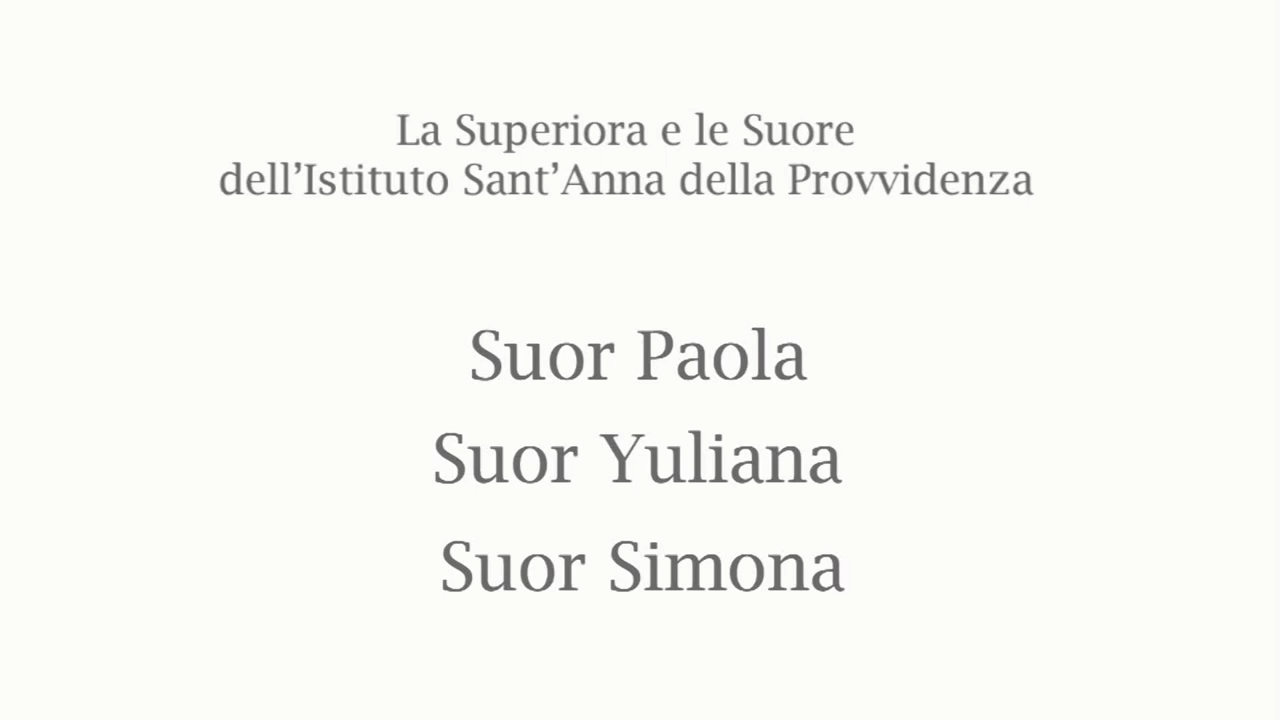 La Superiora e le Suore
dell’Istituto Sant’Anna della Provvidenza
Suor Paola
Suor Yuliana
Suor Simona